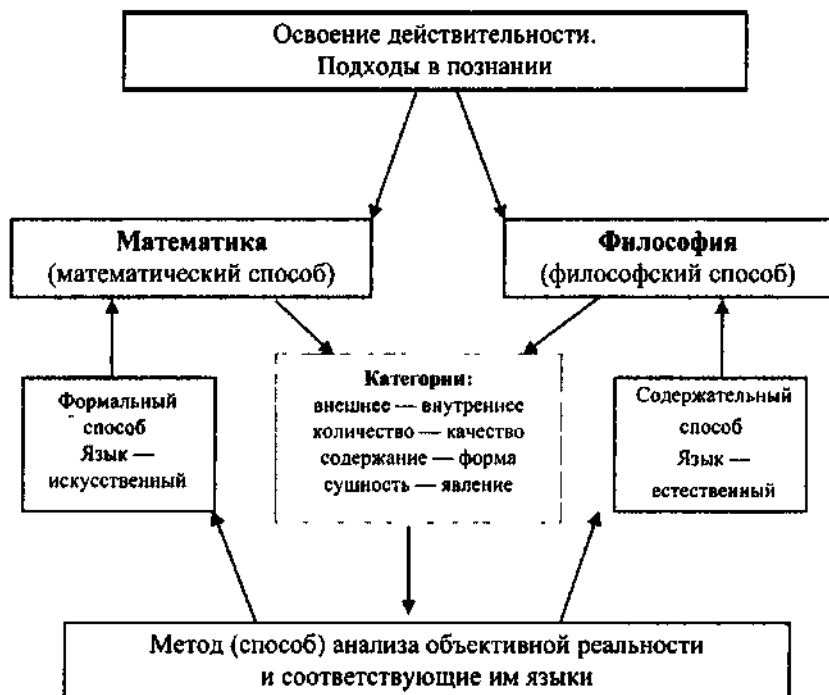 Освоение действительности.
Подходы в познании
Математика
(математический способ)
Философия
(философский способ)
Формальный
способ
Язык —
искусственный
Категории:
внешнее — внутреннее
количество — качество
содержание — форма
сущность — явление
Содержательный
способ
Язык —
естественный
Метод (способ) анализа объективной реальности
и соответствующие им языки